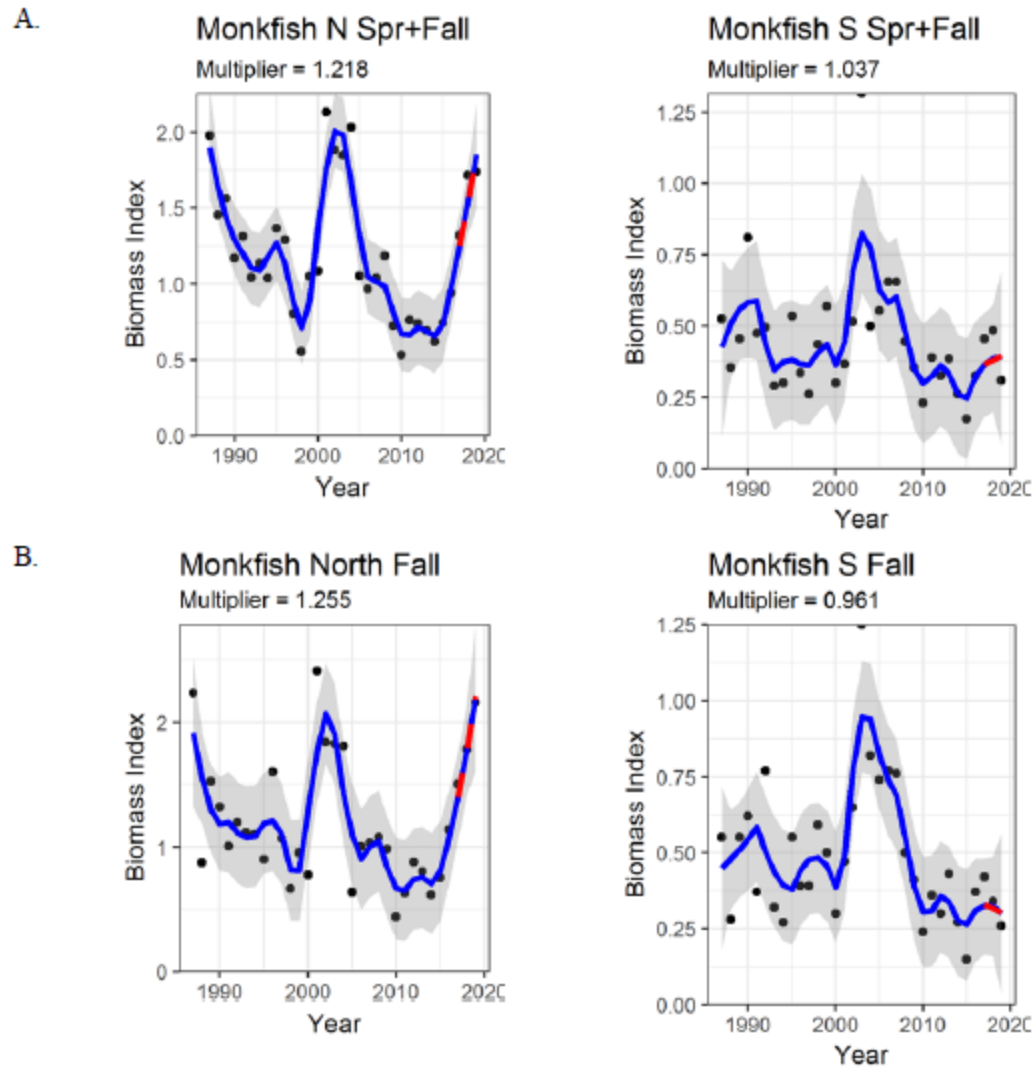 A.
Monkfish N Spr+Fall
Multiplier = 1.218
Biomass Index
2.0
1.5
1.0
0.5
0.0
1990 2000 2010 202
Year
Monkfish S Spr+Fall
Multiplier = 1.037
Biomass Index
1.25
1.00
0.75
0.50
0.25
0.00
1990 2000 2010 202
Year
B.
Monkfish North Fall
Multiplier = 1.255
Biomass Index
2
1
0
1990 2000 2010 202
Year
Monkfish S Fall
Multiplier = 0.961
Biomass Index
1.25
1.00
0.75
0.50
0.25
0.00
1990 2000 2010 202
Year